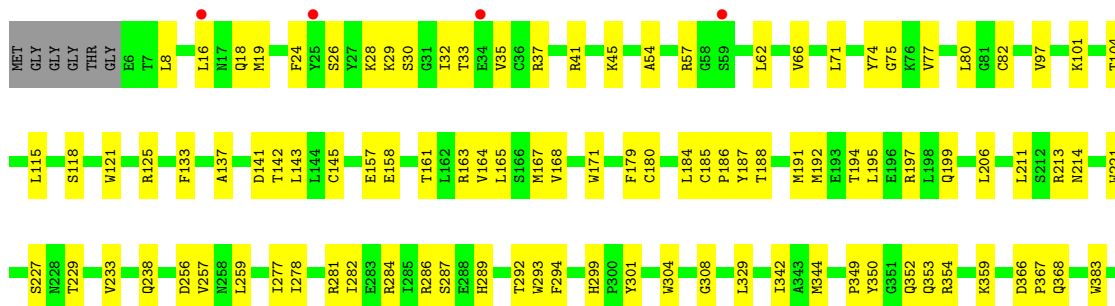 MET GLY GLY GLY THR GLY E6 T7 L8 L16 N17 Q18 M19 F24 Y25 S26 Y27 K28 K29 S30 G31 I32 T33 E34 V35 C36 R37 R41 K45 A54 R57 G58 S59 L62 V66 L71 Y74 G75 K76 V77 L80 G81 C82 V97 K101 T104
L115 S118 W121 R125 F133 A137 D141 T142 L143 L144 C145 E157 E158 T161 L162 R163 V164 L165 S166 M167 V168 W171 F179 C180 L184 C185 P186 Y187 T188 M191 M192 E193 T194 L195 E196 R197 L198 Q199 L206 L211 S212 R213 N214 W221
S227 N228 T229 V233 Q238 D256 V257 N258 L259 I277 I278 R281 I282 E283 R284 I285 R286 S287 E288 H289 T292 W293 F294 H299 P300 Y301 W304 G308 L329 I342 A343 M344 P349 Y350 G351 Q352 Q353 R354 K359 D366 P367 Q368 W383